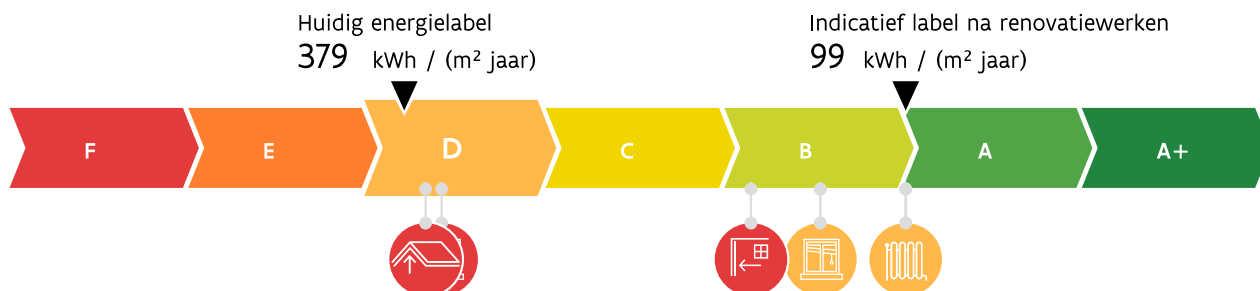 Huidig energielabel
379 kWh / (m² jaar)
Indicatief label na renovatiewerken
99 kWh / (m² jaar)
F E D C B A A+